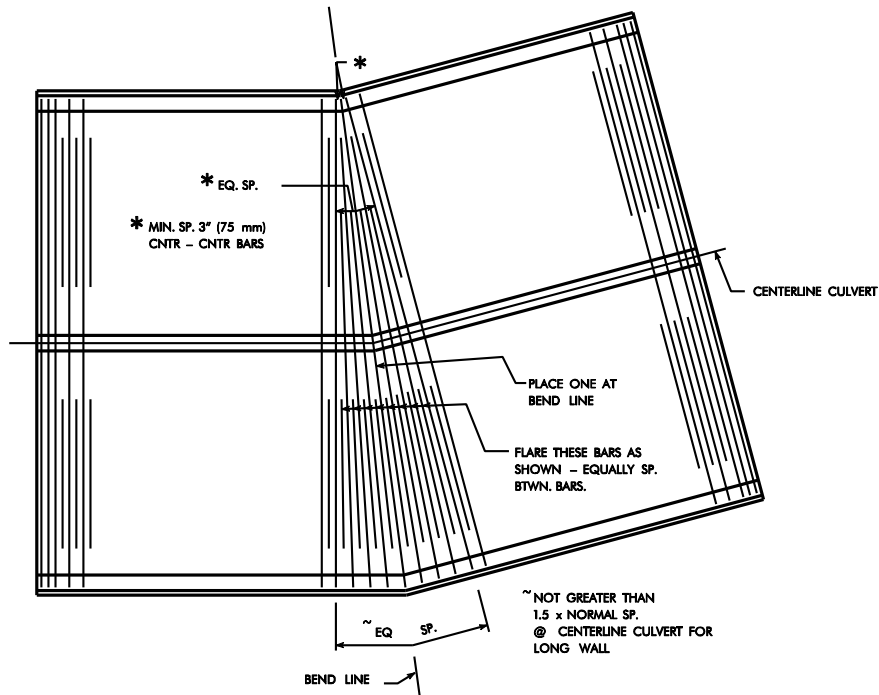 *
* EQ. SP.
* MIN. SP. 3" (75 mm)
CNTR – CNTR BARS
CENTERLINE CULVERT
PLACE ONE AT
BEND LINE
FLARE THESE BARS AS
SHOWN – EQUALLY SP.
BTWN. BARS.
~ NOT GREATER THAN
1.5 x NORMAL SP.
@ CENTERLINE CULVERT FOR
LONG WALL
~ EQ SP.
BEND LINE